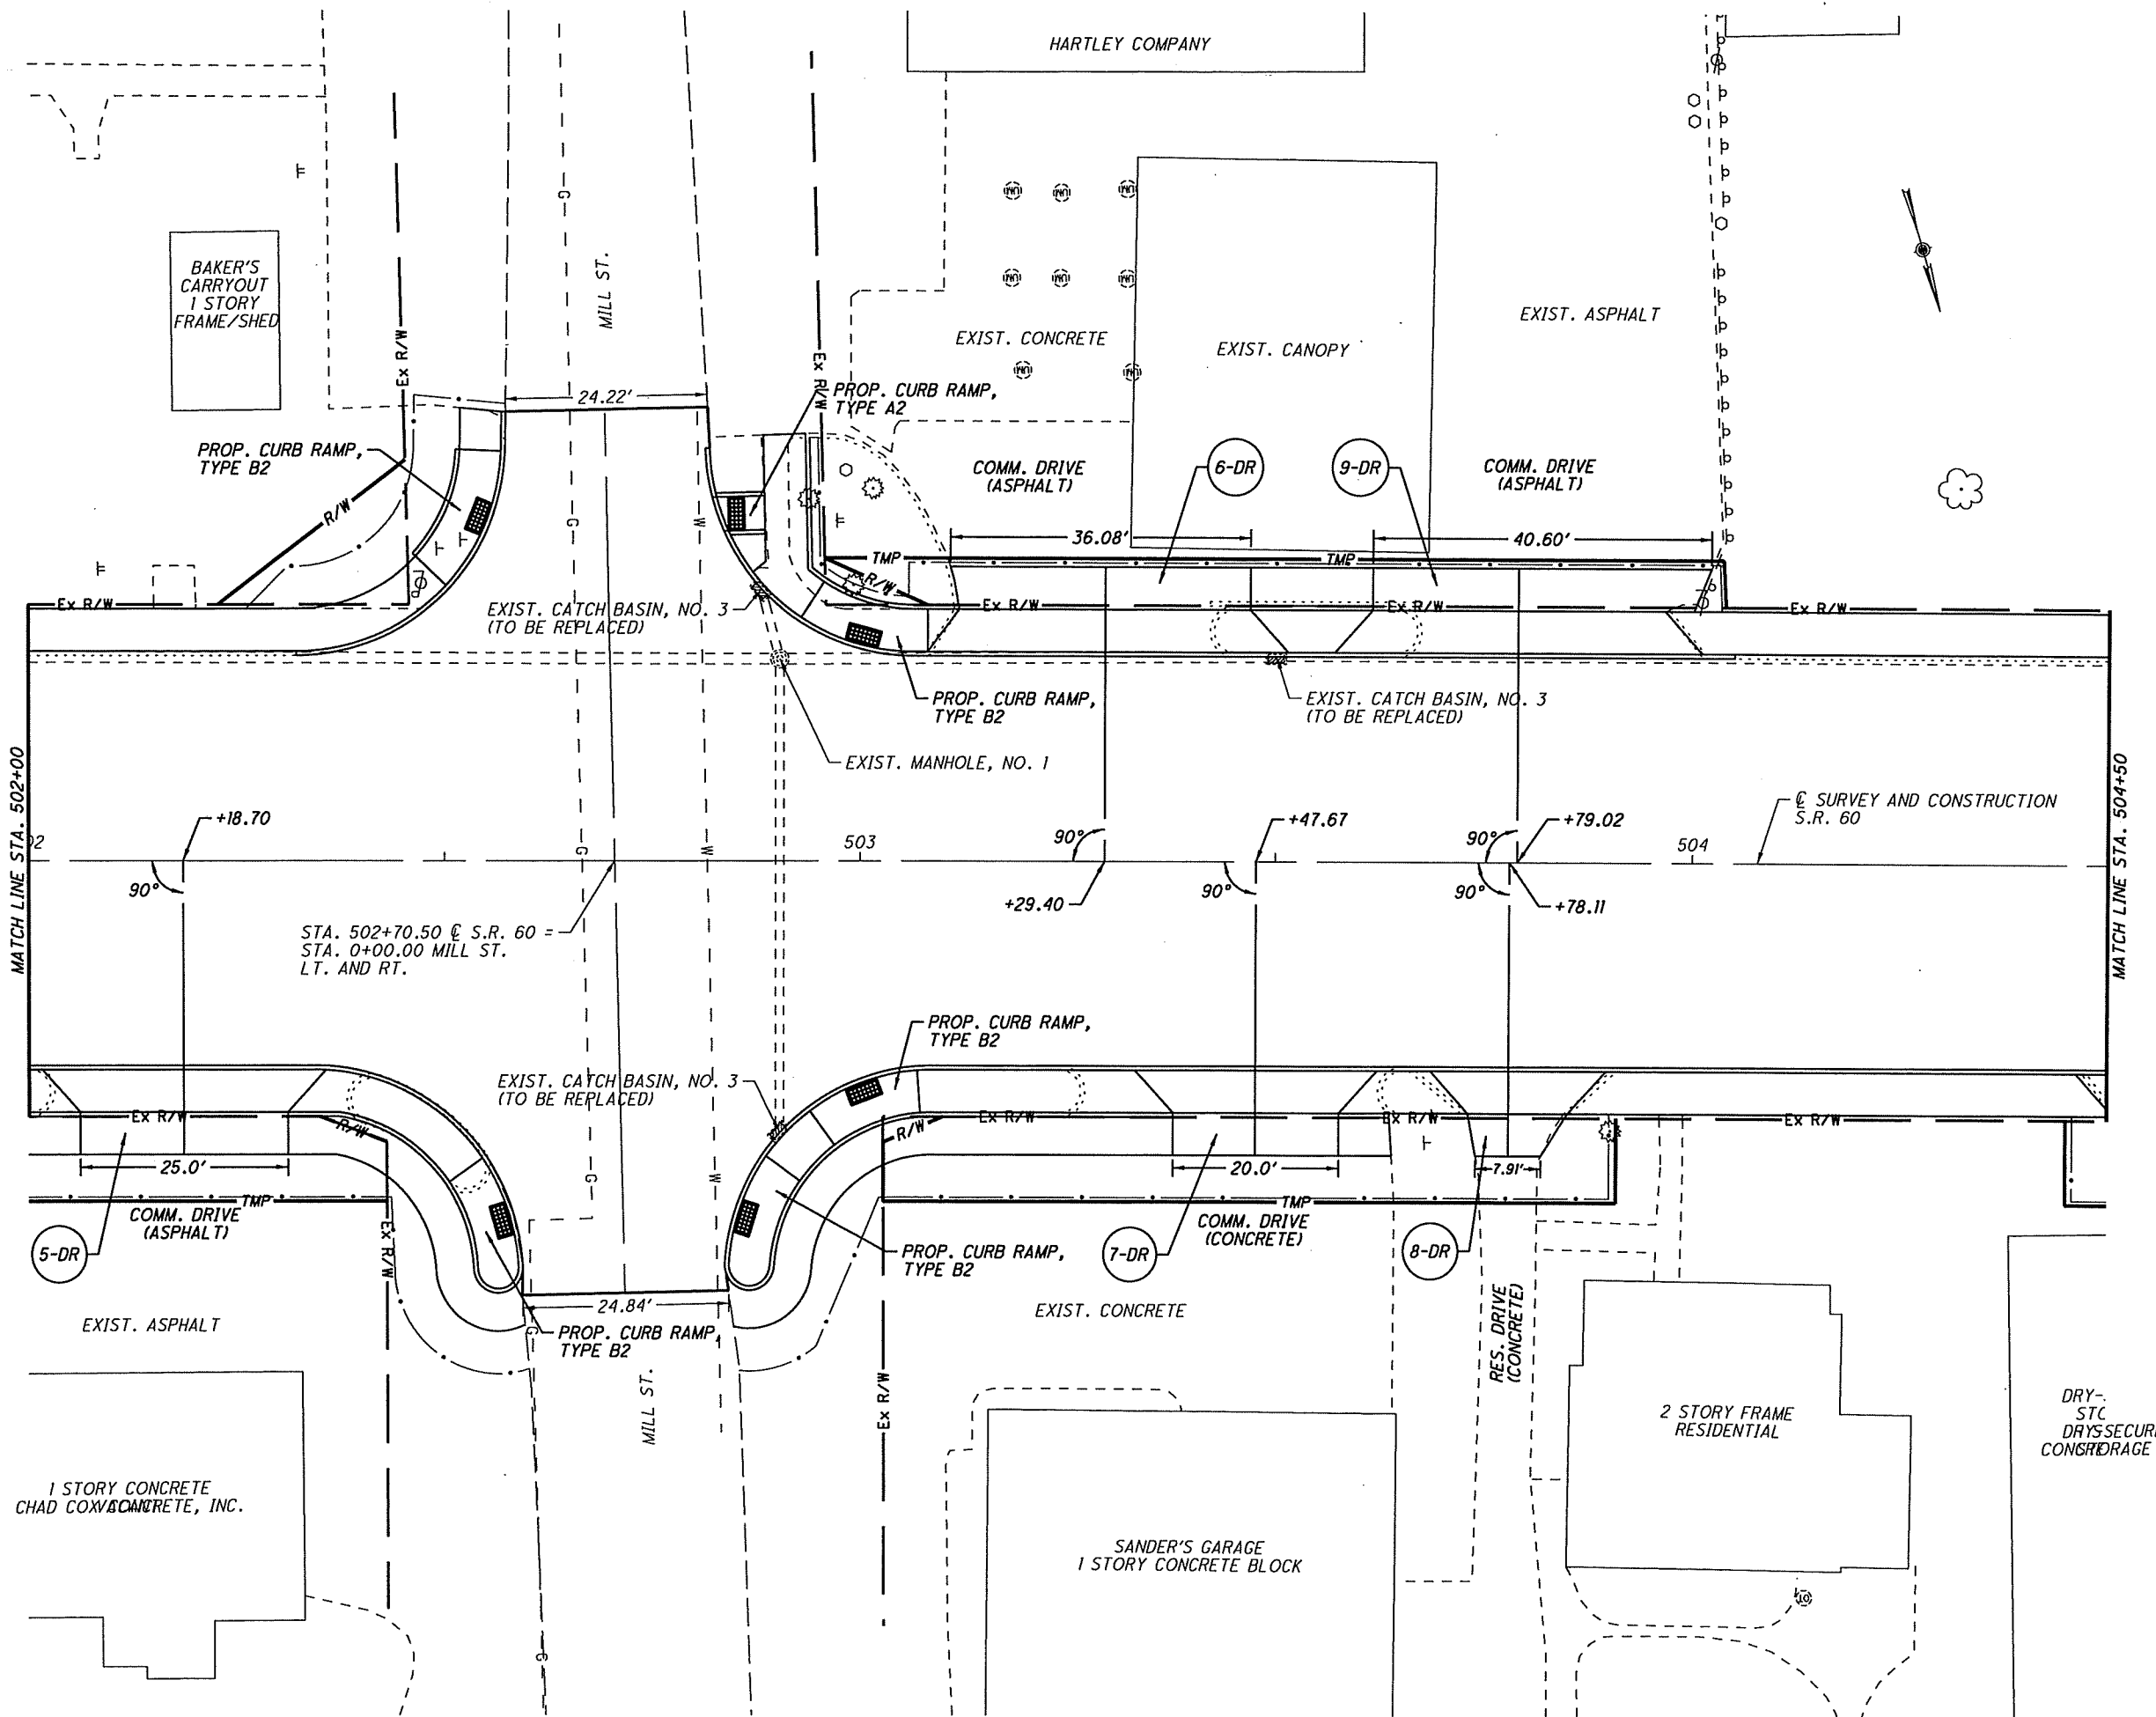 HARTLEY COMPANY
BAKER'S
CARRYOUT
1 STORY
FRAME/SHED
MILL ST.
G
Ex R/W
Ex R/W
EXIST. CONCRETE
EXIST. CANOPY
EXIST. ASPHALT
24.22'
PROP. CURB RAMP,
TYPE A2
PROP. CURB RAMP,
TYPE B2
R/W
COMM. DRIVE
(ASPHALT)
6-DR
9-DR
COMM. DRIVE
(ASPHALT)
G
W
36.08'
40.60'
TMP
TMP
R/W
Ex R/W
EXIST. CATCH BASIN, NO. 3
(TO BE REPLACED)
Ex R/W
Ex R/W
Ex R/W
PROP. CURB RAMP,
TYPE B2
EXIST. CATCH BASIN, NO. 3
(TO BE REPLACED)
EXIST. MANHOLE, NO. 1
MATCH LINE STA. 502+00
MATCH LINE STA. 504+50
℄ SURVEY AND CONSTRUCTION
S.R. 60
+18.70
+47.67
+79.02
02
G
W
503
504
90°
90°
90°
90°
90°
+29.40
+78.11
STA. 502+70.50 ℄ S.R. 60 =
STA. 0+00.00 MILL ST.
LT. AND RT.
PROP. CURB RAMP,
TYPE B2
EXIST. CATCH BASIN, NO. 3
(TO BE REPLACED)
Ex R/W
R/W
R/W
Ex R/W
Ex R/W
Ex R/W
25.0'
G
W
20.0'
7.91'
TMP
TMP
COMM. DRIVE
(ASPHALT)
COMM. DRIVE
(CONCRETE)
5-DR
Ex R/W
PROP. CURB RAMP,
TYPE B2
7-DR
8-DR
24.84'
EXIST. ASPHALT
G
PROP. CURB RAMP,
TYPE B2
EXIST. CONCRETE
RES. DRIVE
(CONCRETE)
MILL ST.
Ex R/W
2 STORY FRAME
RESIDENTIAL
1 STORY CONCRETE
CHAD COX CONCRETE, INC.
SANDER'S GARAGE
1 STORY CONCRETE BLOCK
G